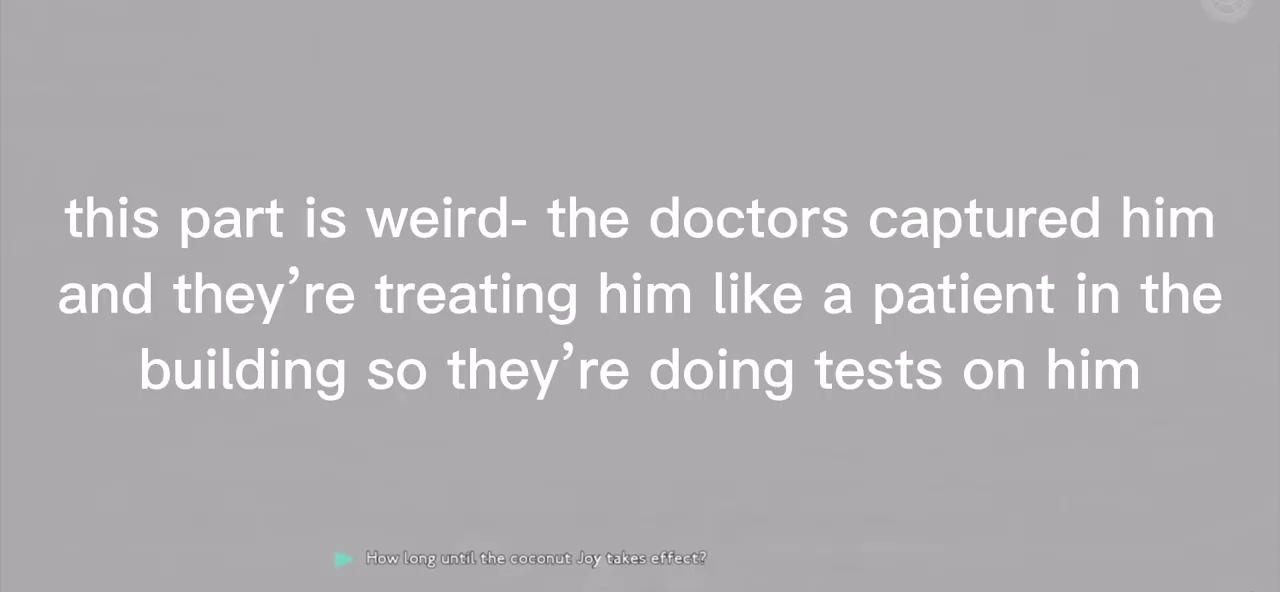 this part is weird- the doctors captured him
and they’re treating him like a patient in the
building so they’re doing tests on him
How long until the coconut Joy takes effect?